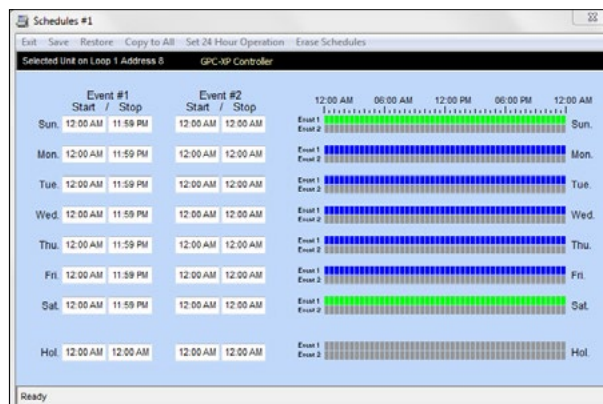 Schedules #1
Exit Save Restore Copy to All Set 24 Hour Operation Erase Schedules
Selected Unit on Loop 1 Address 8 GPC-XP Controller
Event #1 Event #2
Start / Stop Start / Stop 12:00 AM 06:00 AM 12:00 PM 06:00 PM 12:00 AM
Sun. 12:00 AM 11:59 PM 12:00 AM 12:00 AM Event 1 Sun.
Event 2
Mon. 12:00 AM 11:59 PM 12:00 AM 12:00 AM Event 1 Mon.
Event 2
Tue. 12:00 AM 11:59 PM 12:00 AM 12:00 AM Event 1 Tue.
Event 2
Wed. 12:00 AM 11:59 PM 12:00 AM 12:00 AM Event 1 Wed.
Event 2
Thu. 12:00 AM 11:59 PM 12:00 AM 12:00 AM Event 1 Thu.
Event 2
Fri. 12:00 AM 11:59 PM 12:00 AM 12:00 AM Event 1 Fri.
Event 2
Sat. 12:00 AM 11:59 PM 12:00 AM 12:00 AM Event 1 Sat.
Event 2
Hol. 12:00 AM 12:00 AM 12:00 AM 12:00 AM Event 1 Hol.
Event 2
Ready